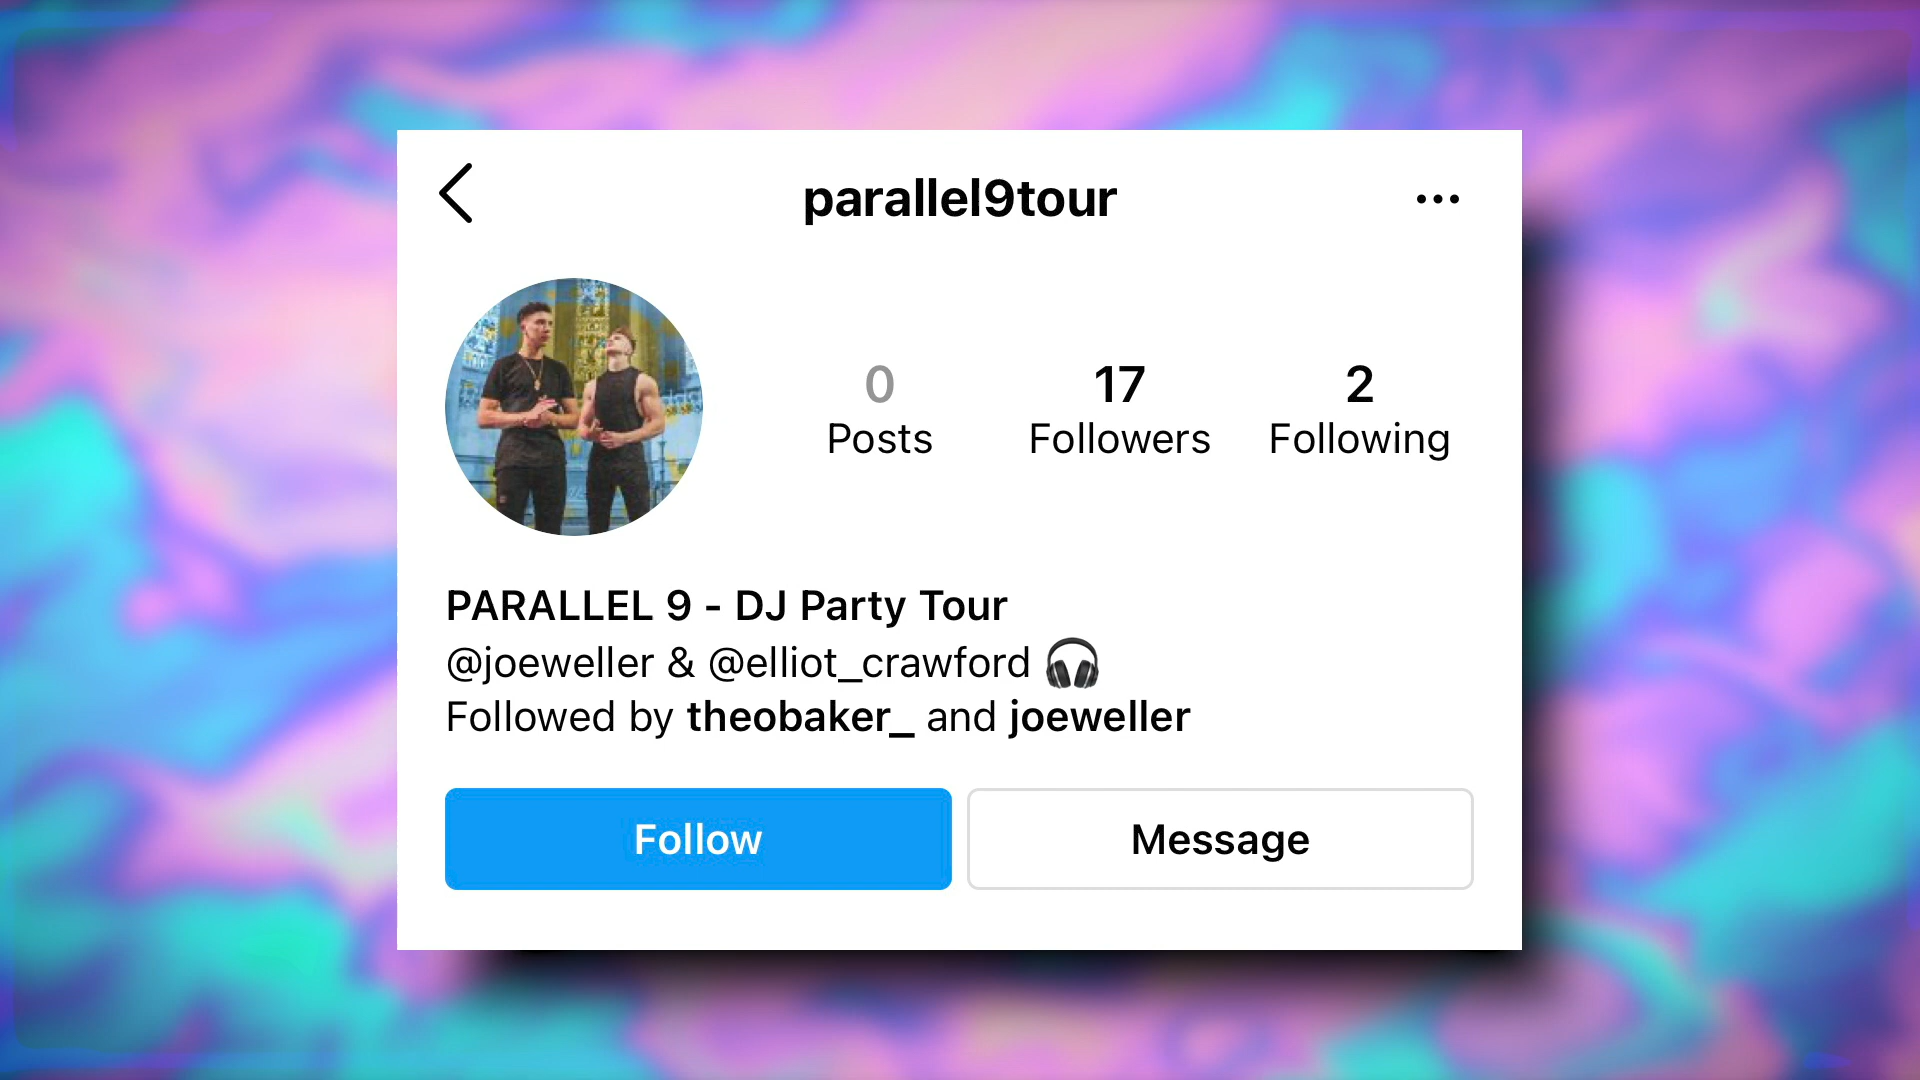 parallel9tour
0 17 2
Posts Followers Following
PARALLEL 9 - DJ Party Tour
@joeweller & @elliot_crawford 🎧
Followed by theobaker_ and joeweller
Follow Message